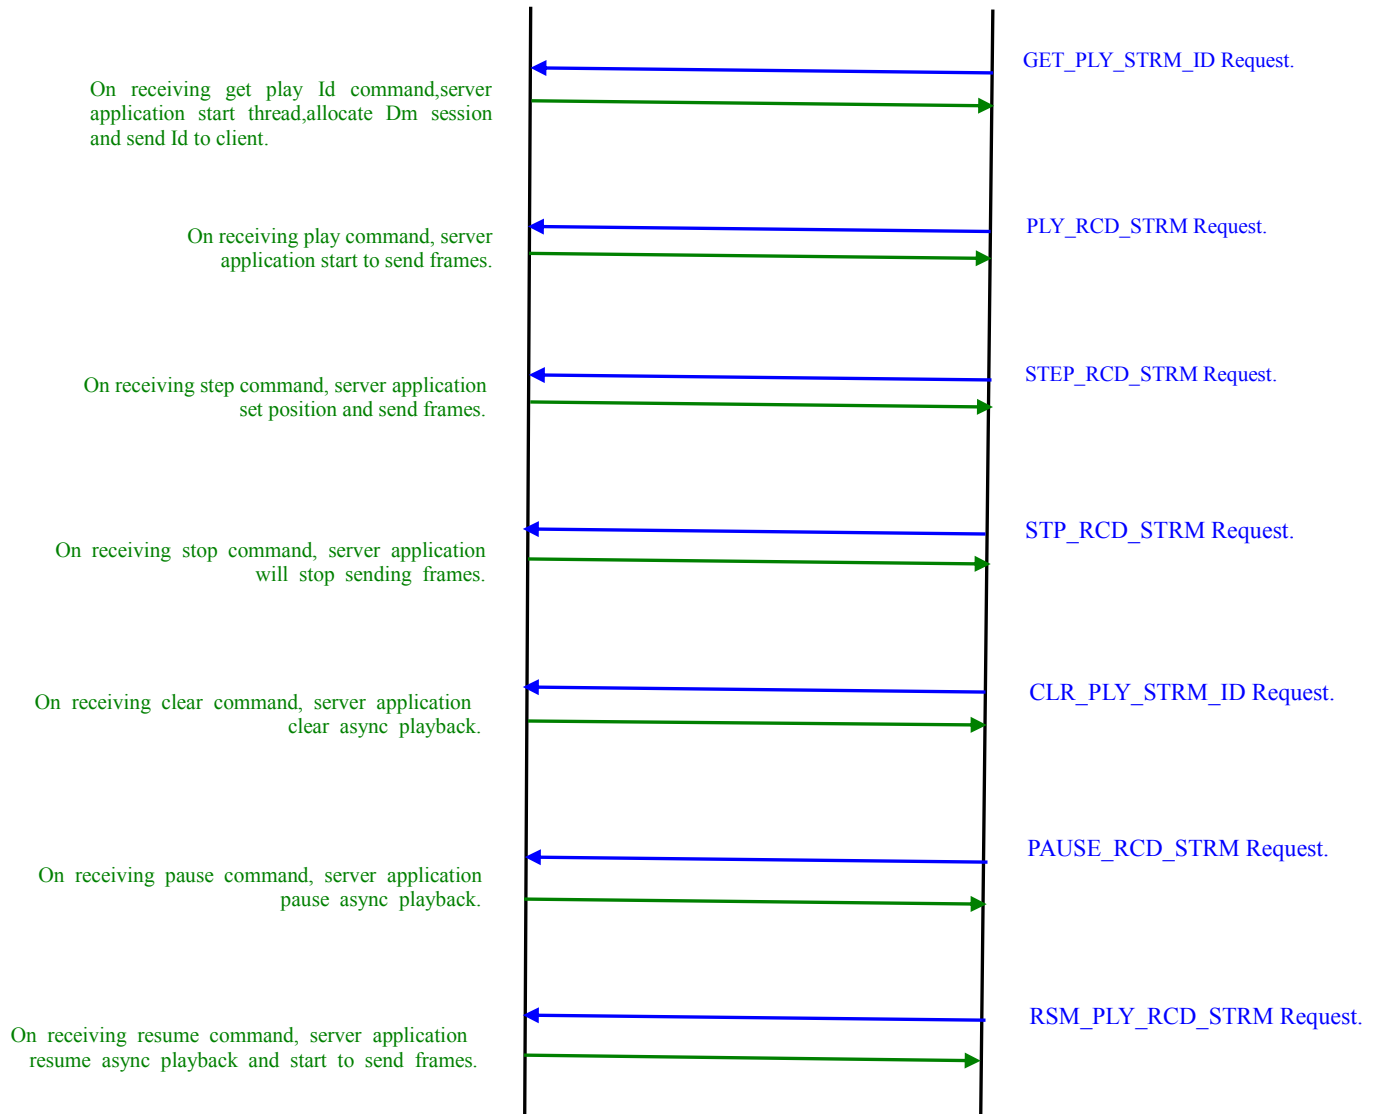 GET_PLY_STRM_ID Request.
On receiving get play Id command,server
application start thread,allocate Dm session
and send Id to client.
PLY_RCD_STRM Request.
On receiving play command, server
application start to send frames.
STEP_RCD_STRM Request.
On receiving step command, server application
set position and send frames.
STP_RCD_STRM Request.
On receiving stop command, server application
will stop sending frames.
CLR_PLY_STRM_ID Request.
On receiving clear command, server application
clear async playback.
PAUSE_RCD_STRM Request.
On receiving pause command, server application
pause async playback.
RSM_PLY_RCD_STRM Request.
On receiving resume command, server application
resume async playback and start to send frames.